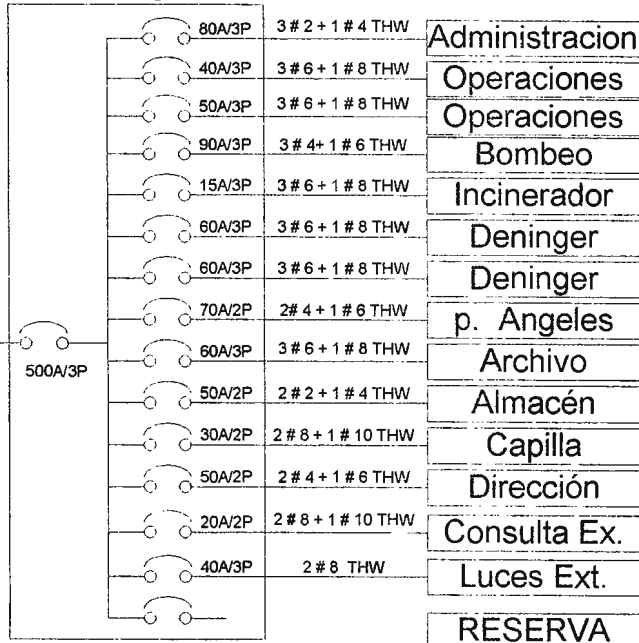 80A/3P 3 # 2 + 1 # 4 THW Administracion
40A/3P 3 # 6 + 1 # 8 THW Operaciones
50A/3P 3 # 6 + 1 # 8 THW Operaciones
90A/3P 3 # 4+ 1 # 6 THW Bombeo
15A/3P 3 # 6 + 1 # 8 THW Incinerador
60A/3P 3 # 6 + 1 # 8 THW Deninger
60A/3P 3 # 6 + 1 # 8 THW Deninger
70A/2P 2# 4 + 1 # 6 THW p. Angeles
60A/3P 3 # 6 + 1 # 8 THW Archivo
500A/3P
50A/2P 2 # 2 + 1 # 4 THW Almacén
30A/2P 2 # 8 + 1 # 10 THW Capilla
50A/2P 2 # 4 + 1 # 6 THW Dirección
20A/2P 2 # 8 + 1 # 10 THW Consulta Ex.
40A/3P 2 # 8 THW Luces Ext.
RESERVA